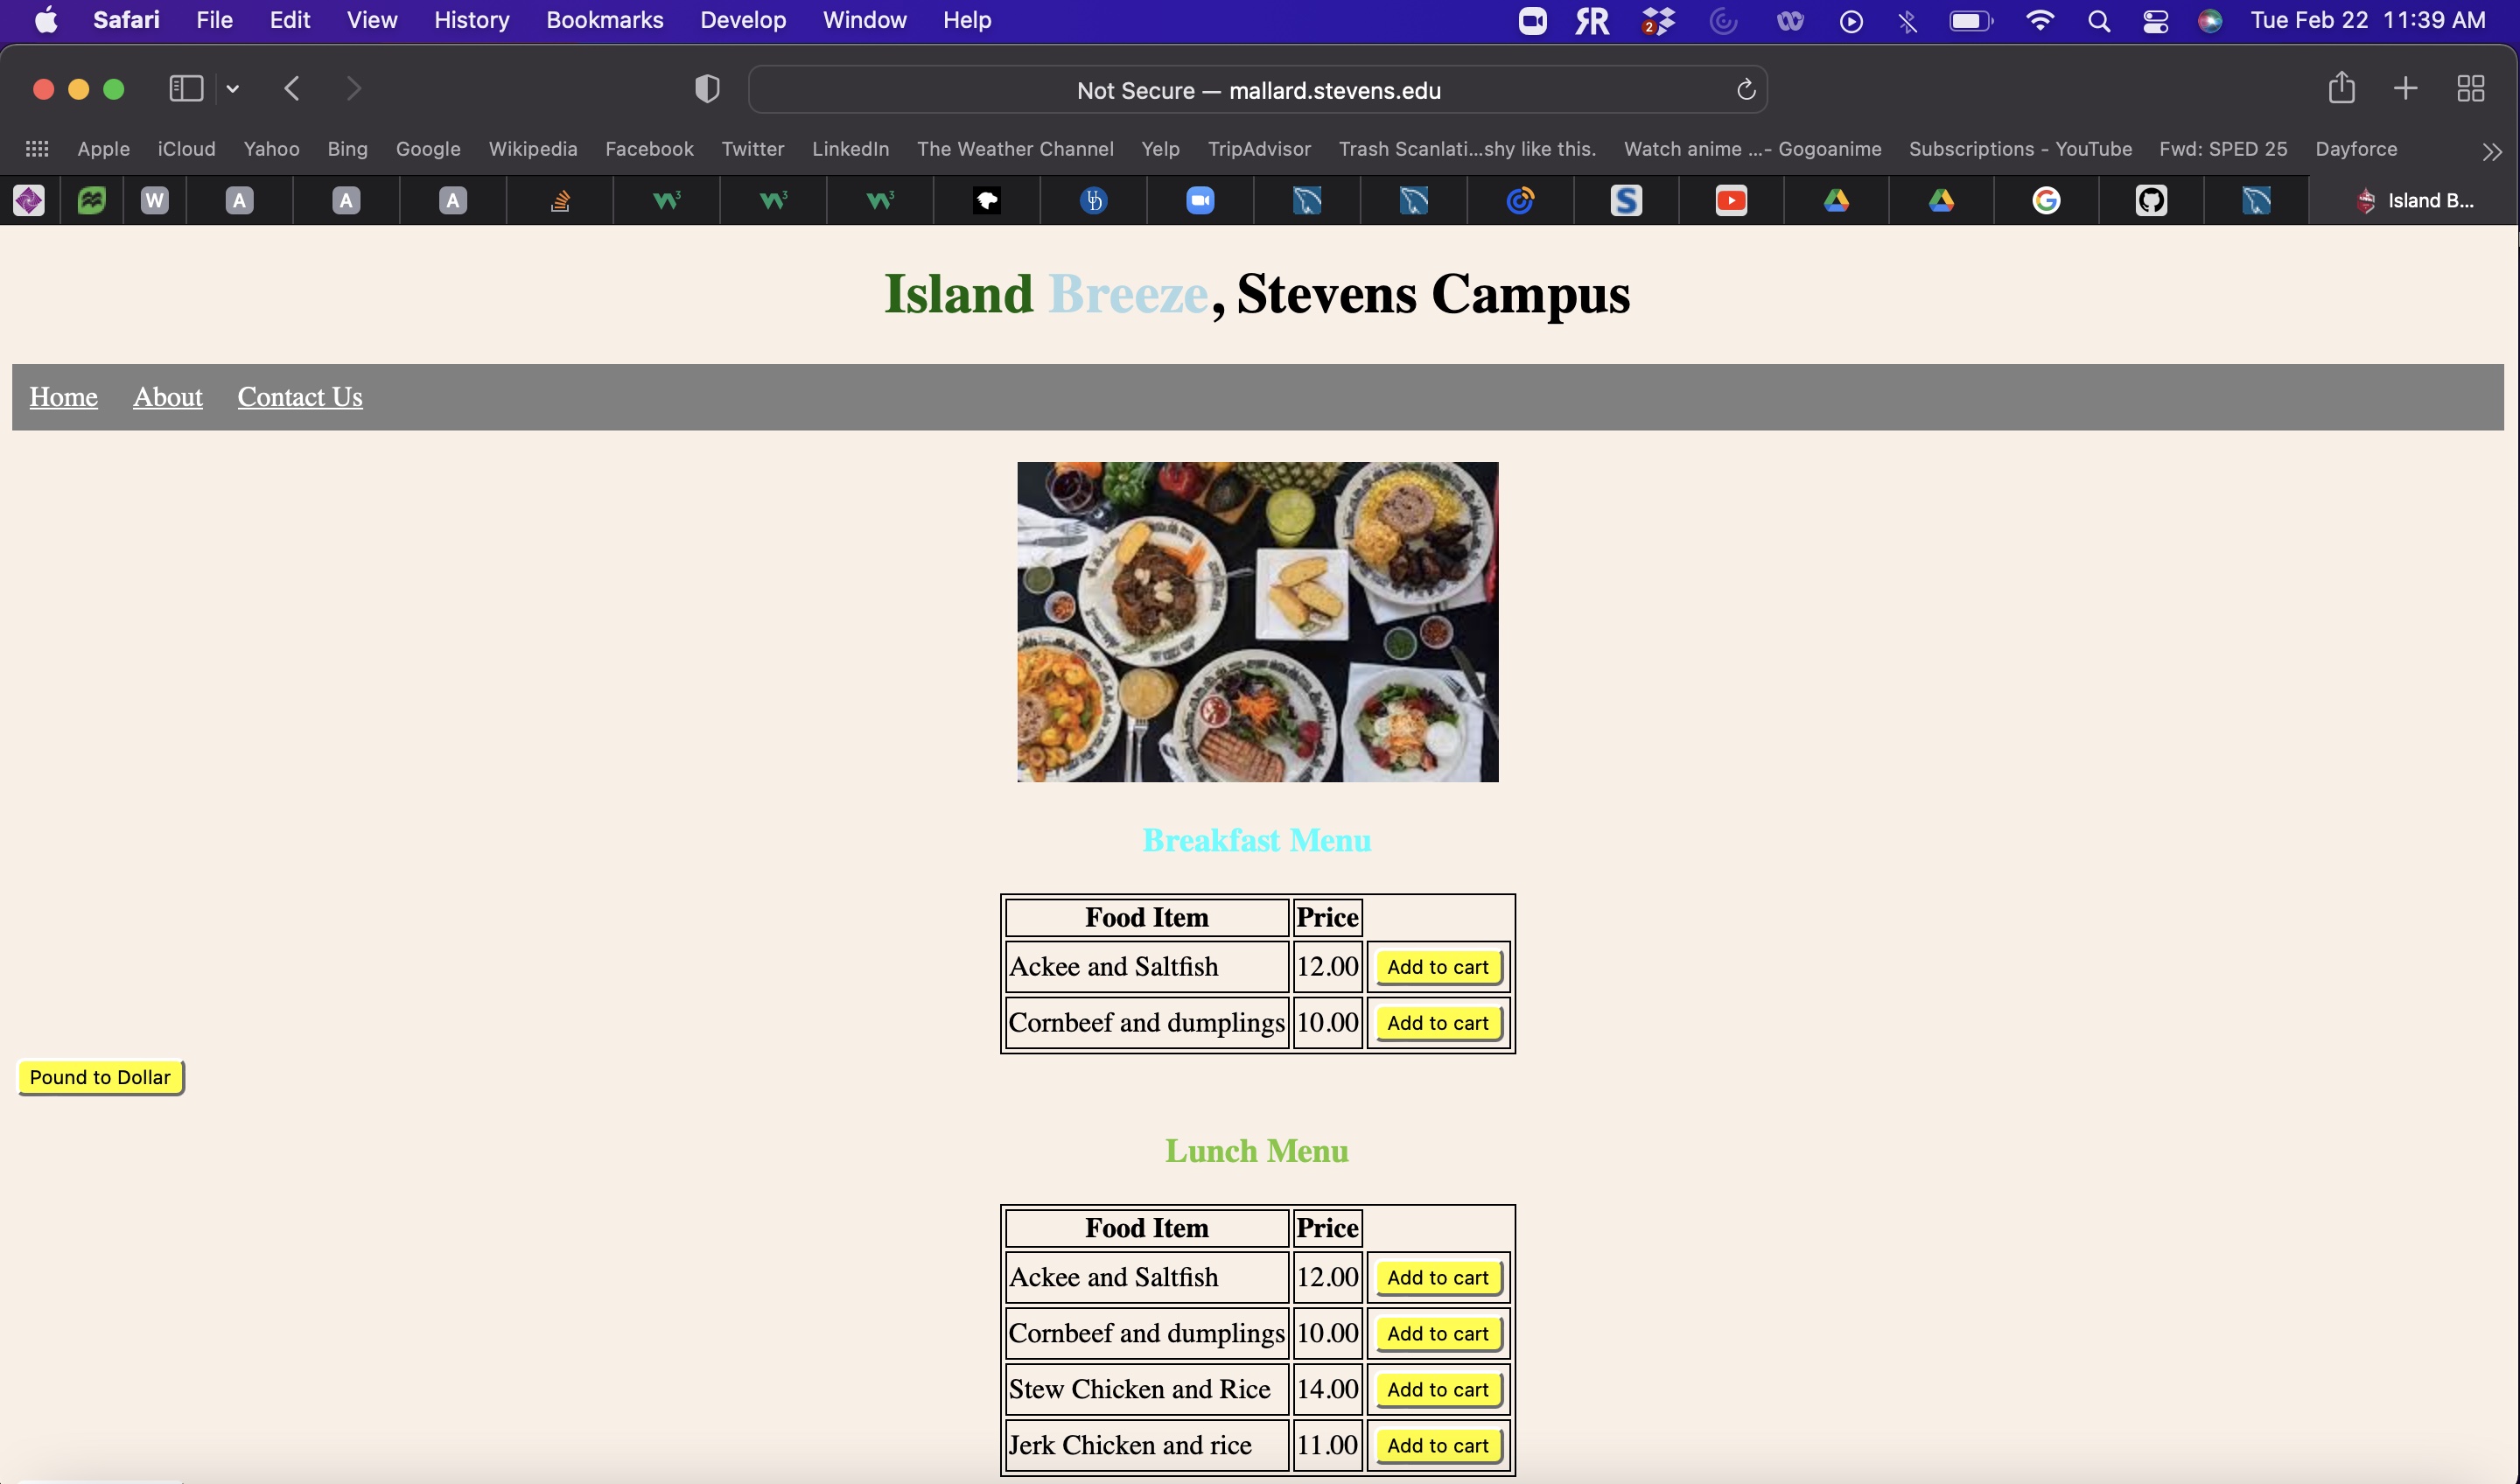 Safari File Edit View History Bookmarks Develop Window Help 2 Tue Feb 22 11:39 AM
Not Secure — mallard.stevens.edu
Apple iCloud Yahoo Bing Google Wikipedia Facebook Twitter LinkedIn The Weather Channel Yelp TripAdvisor Trash Scanlati...shy like this. Watch anime ...- Gogoanime Subscriptions - YouTube Fwd: SPED 25 Dayforce
W A A A W3 W3 W3 UD S G Island B...
Island Breeze, Stevens Campus
Home About Contact Us
Breakfast Menu
Food Item Price
Ackee and Saltfish 12.00 Add to cart
Cornbeef and dumplings 10.00 Add to cart
Pound to Dollar
Lunch Menu
Food Item Price
Ackee and Saltfish 12.00 Add to cart
Cornbeef and dumplings 10.00 Add to cart
Stew Chicken and Rice 14.00 Add to cart
Jerk Chicken and rice 11.00 Add to cart